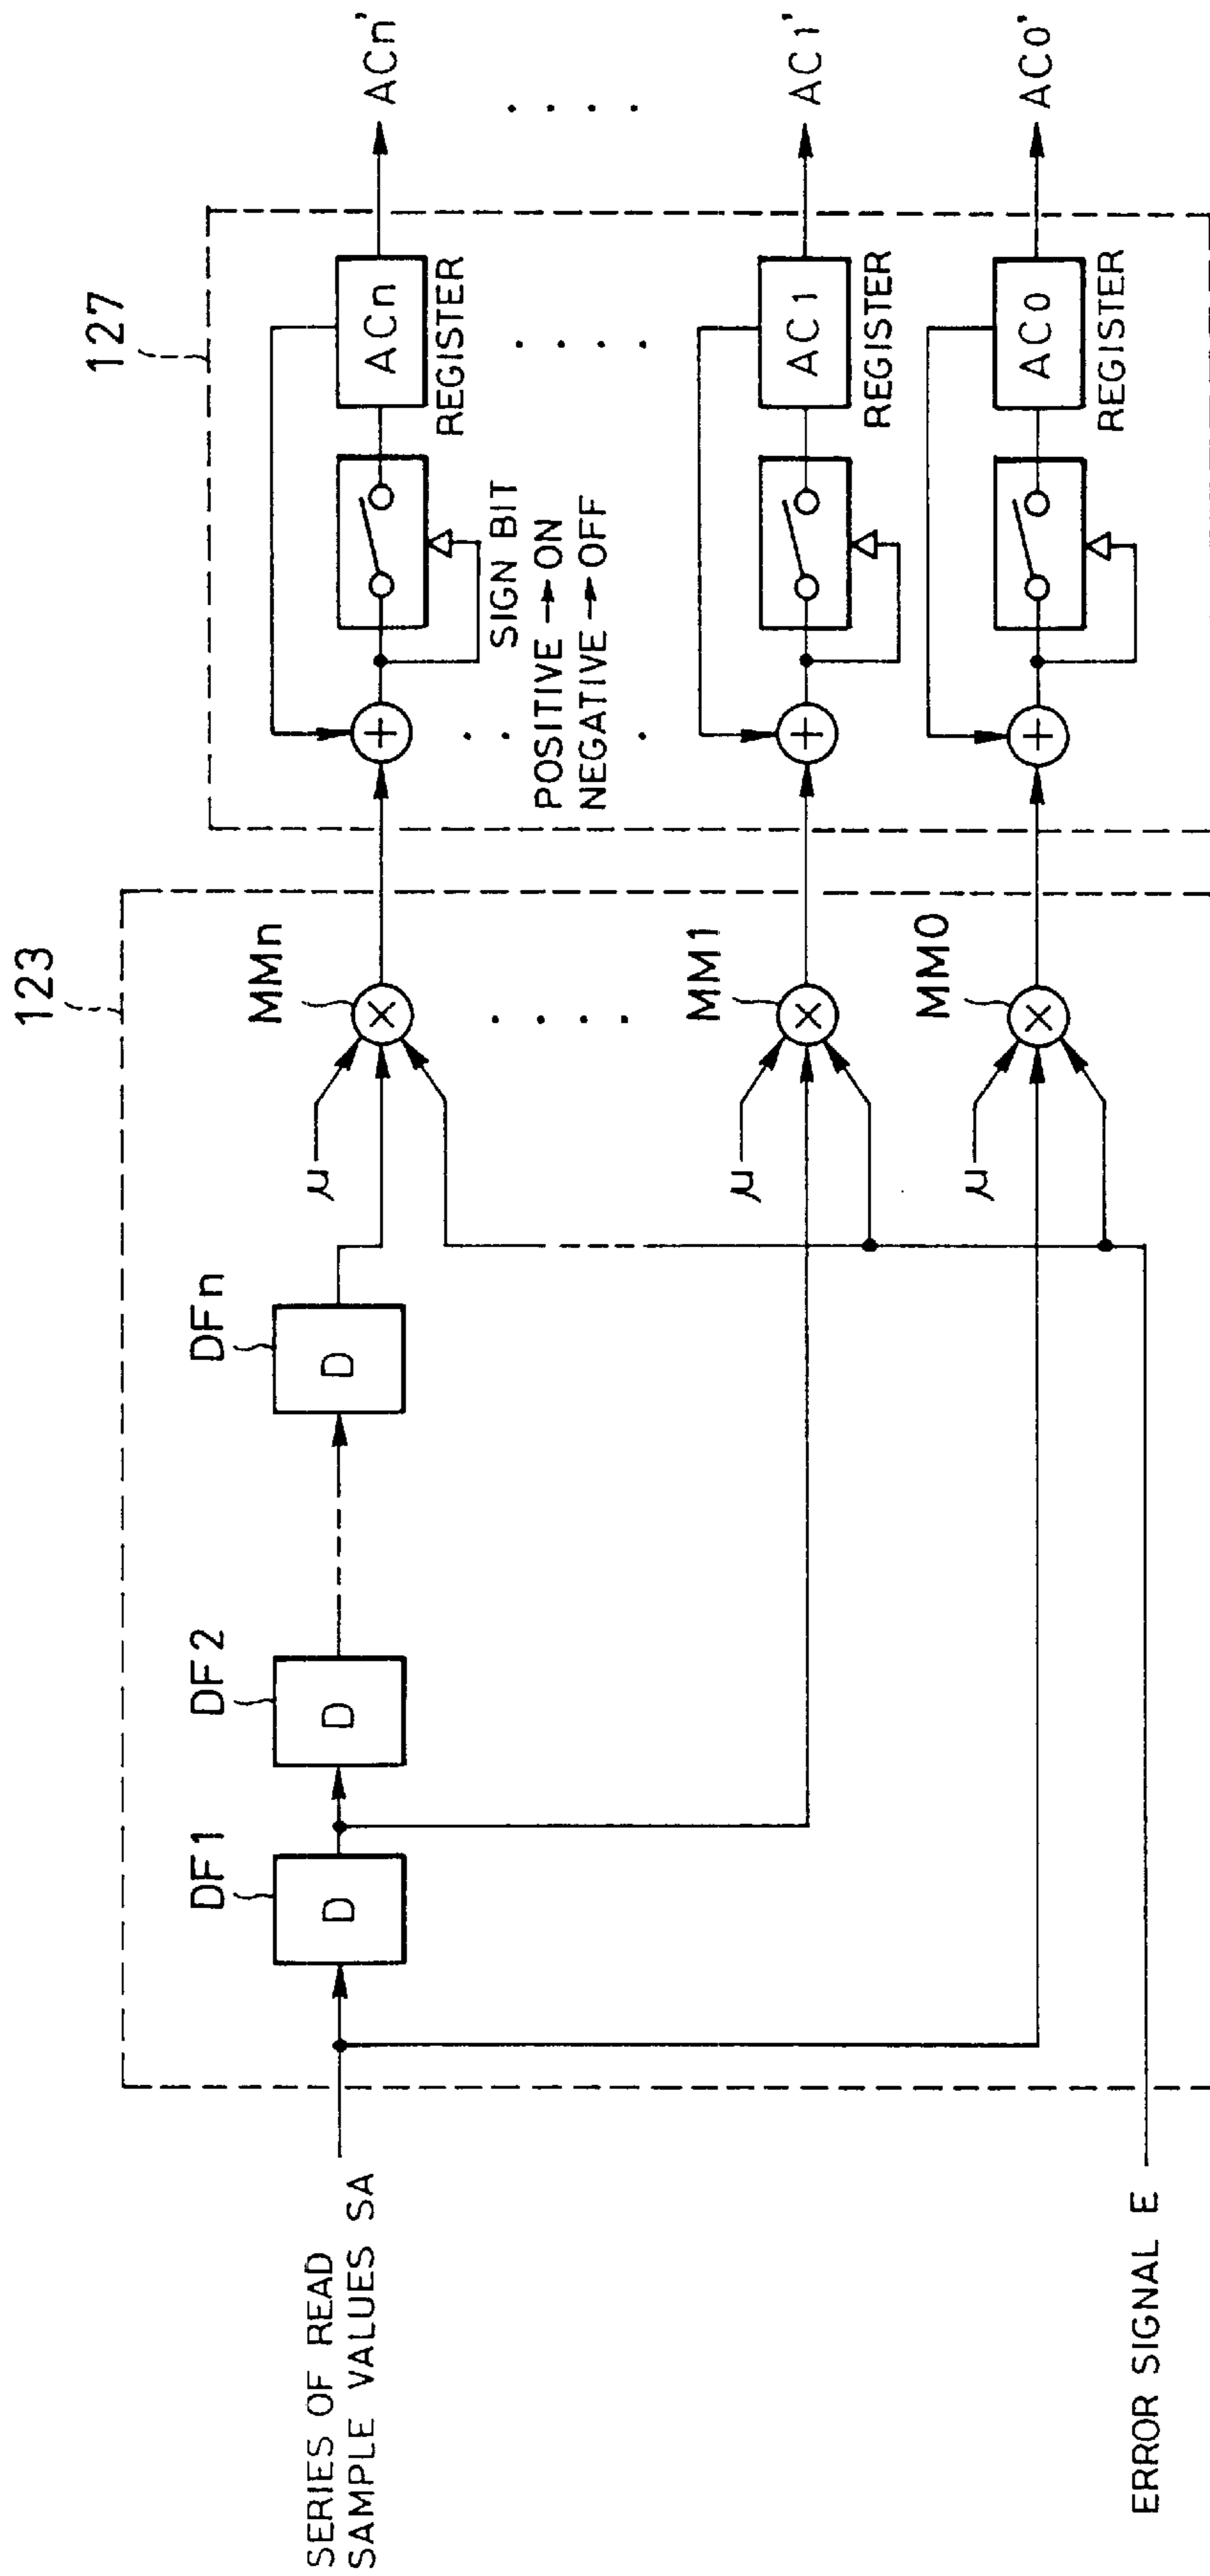 123
127
SERIES OF READ
SAMPLE VALUES SA
DF1
D
DF2
D
DFn
D
μ
MMn
+
×
SIGN BIT
POSITIVE → ON
NEGATIVE → OFF
ACn
REGISTER
ACn'
μ
MM1
×
+
AC1
REGISTER
AC1'
μ
MM0
×
+
AC0
REGISTER
AC0'
ERROR SIGNAL E